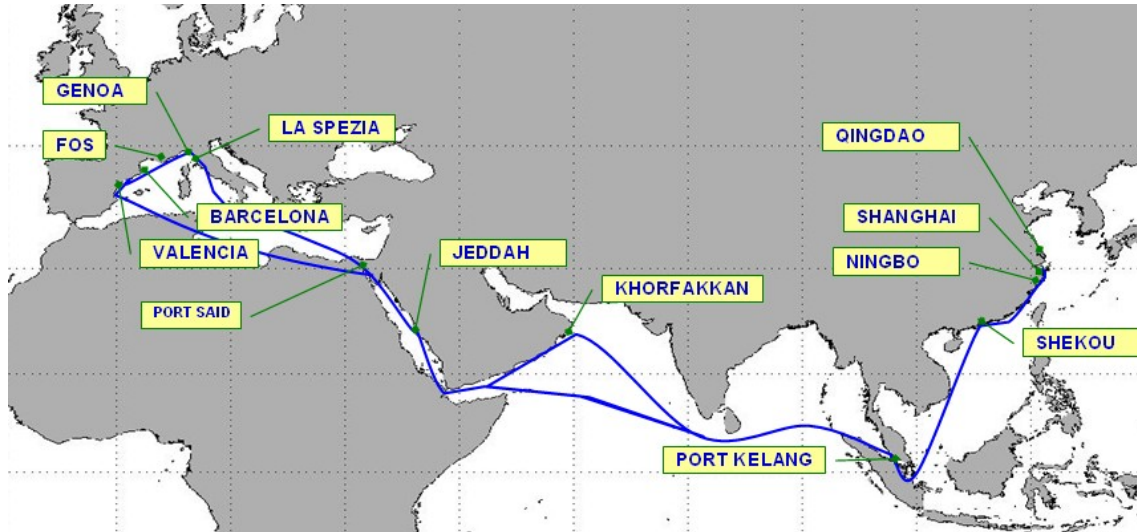 GENOA
LA SPEZIA
FOS
QINGDAO
BARCELONA
SHANGHAI
VALENCIA
JEDDAH
NINGBO
KHORFAKKAN
PORT SAID
SHEKOU
PORT KELANG